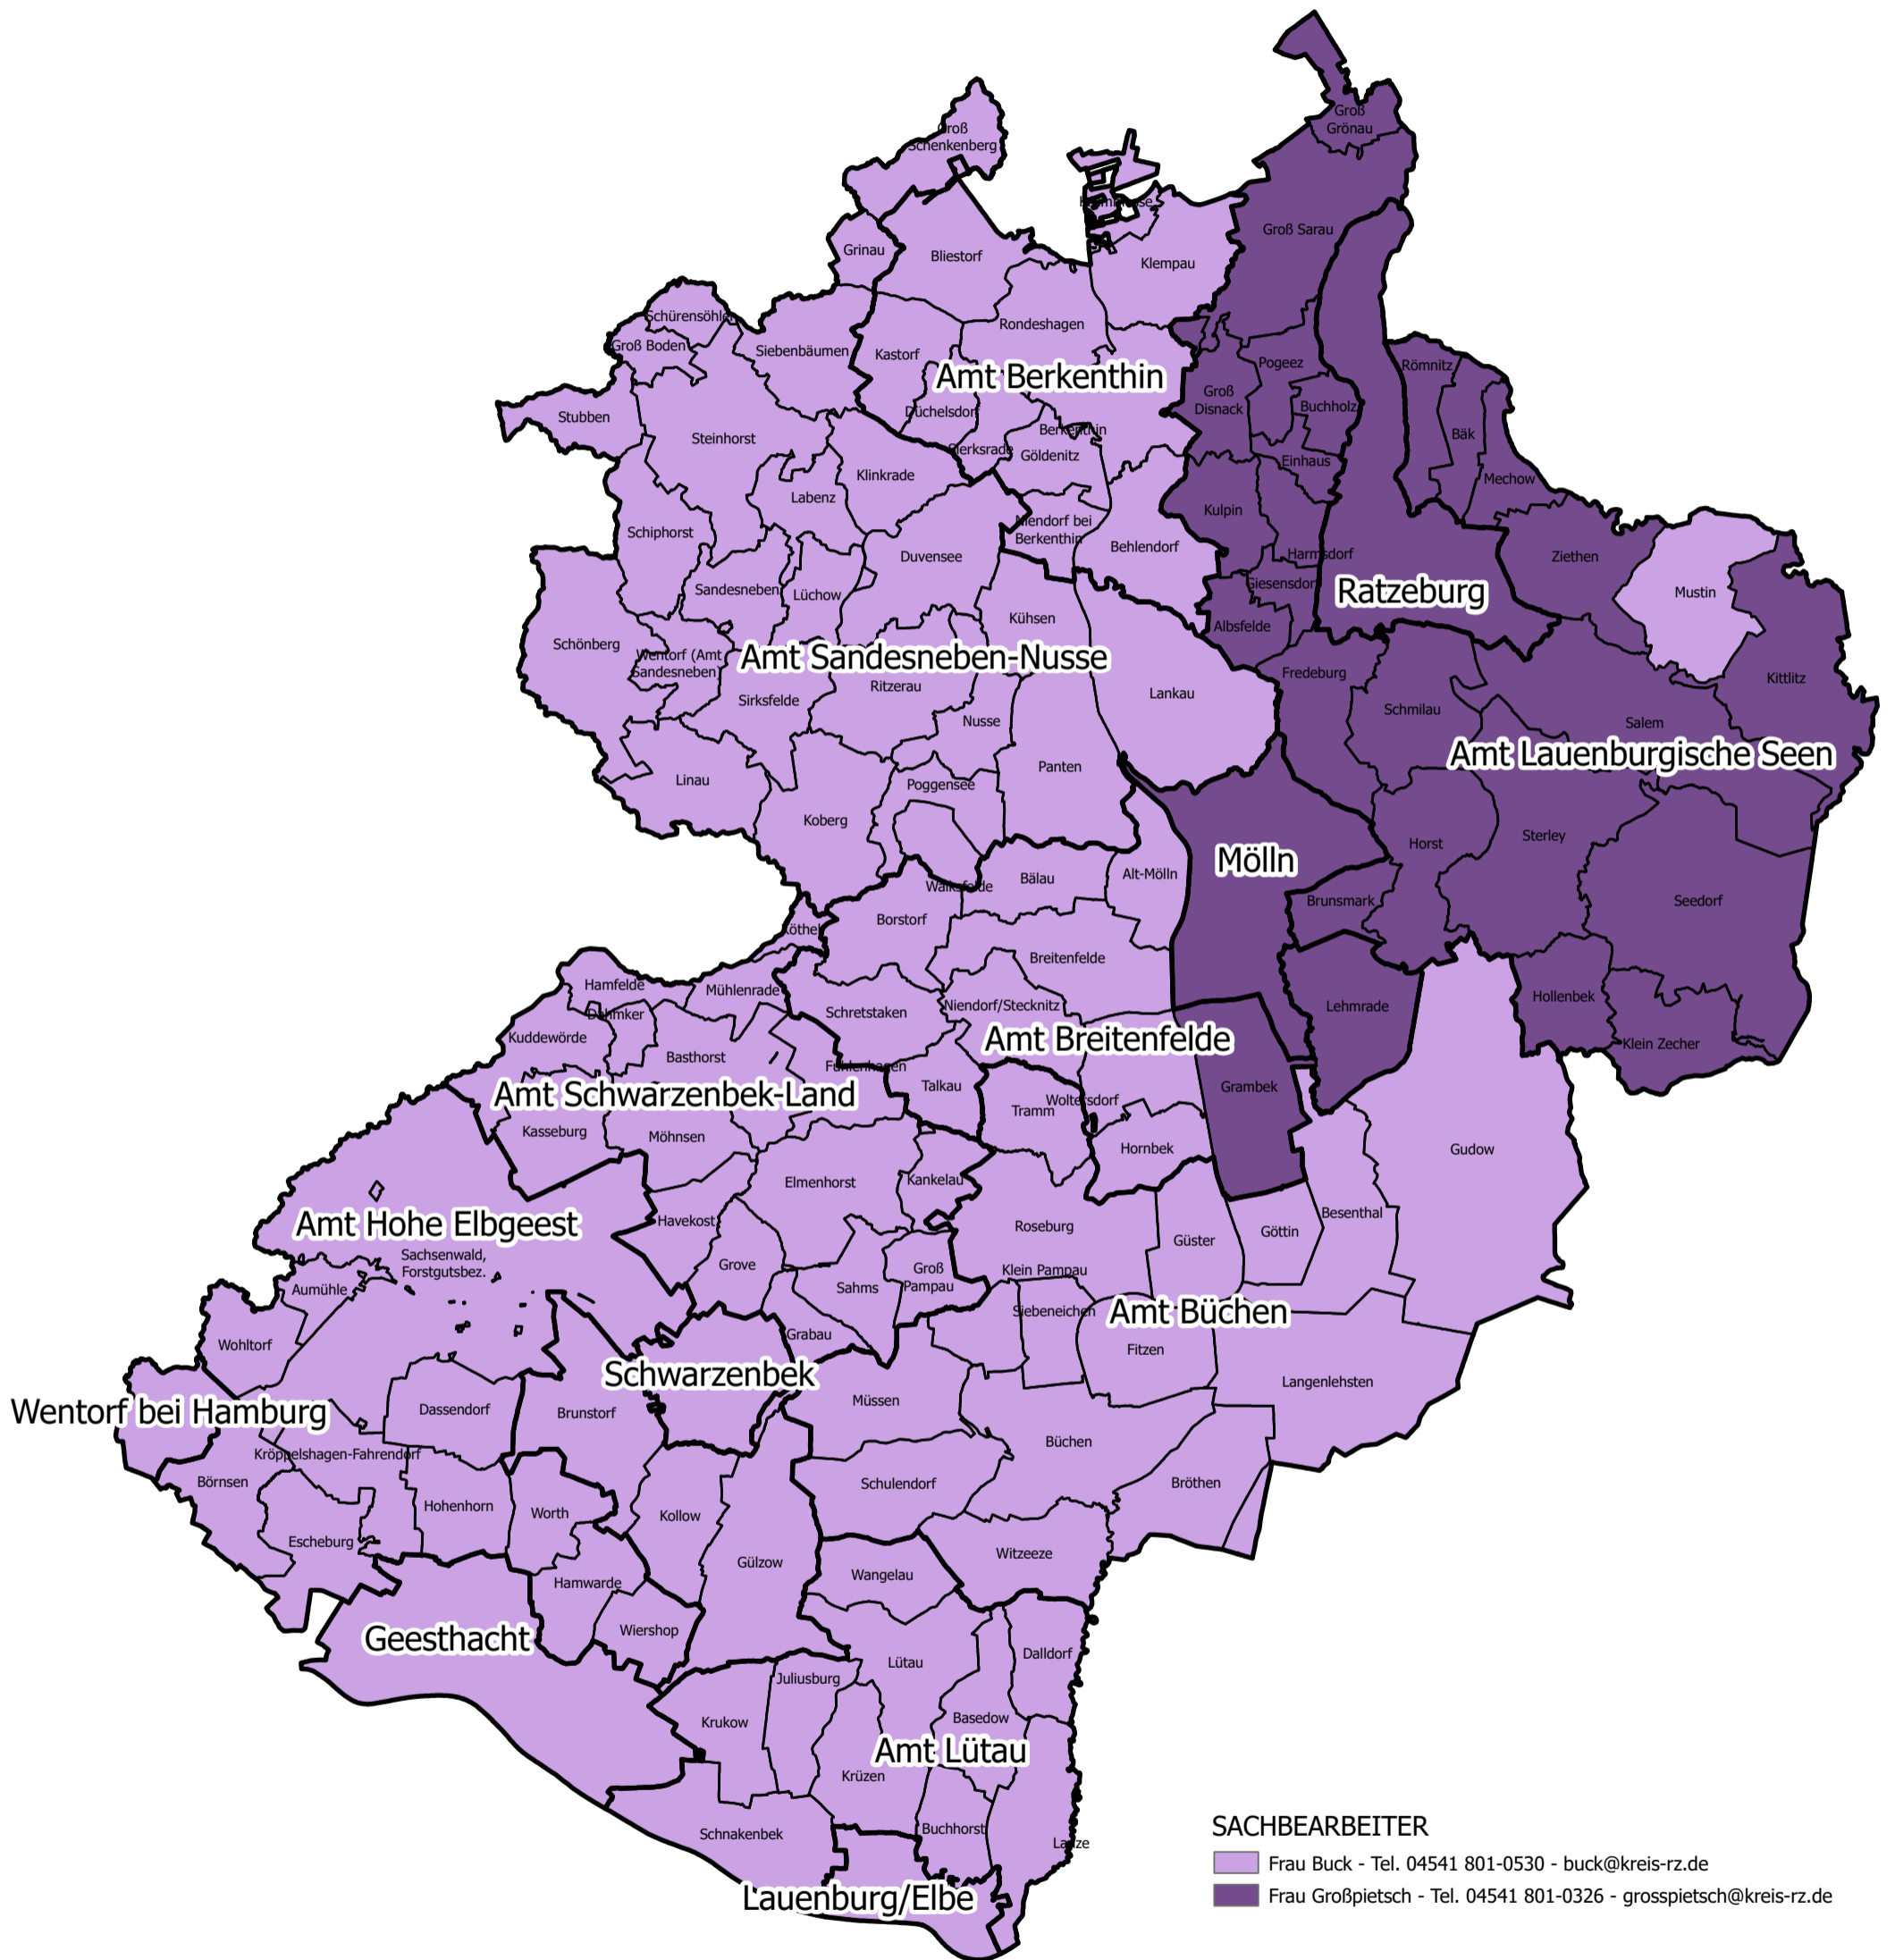 Groß
Grönau
Groß
Schenkenberg
Groß Sarau
Grinau
Bliestorf
Klempau
Schürensöhlen
Rondeshagen
Groß Boden
Siebenbäumen
Kastorf
Pogeez
Römnitz
Amt Berkenthin
Groß
Disnack
Buchholz
Stubben
Düchelsdorf
Berkenthin
Steinhorst
Bäk
Sierksrade
Göldenitz
Einhaus
Klinkrade
Mechow
Labenz
Kulpin
Niendorf bei
Berkenthin
Schiphorst
Behlendorf
Duvensee
Harmsdorf
Ziethen
Giesensdorf
Sandesneben
Lüchow
Ratzeburg
Mustin
Kühsen
Albsfelde
Schönberg
Wentorf (Amt
Sandesneben)
Amt Sandesneben-Nusse
Fredeburg
Kittlitz
Ritzerau
Lankau
Sirksfelde
Schmilau
Nusse
Salem
Amt Lauenburgische Seen
Panten
Linau
Poggensee
Koberg
Sterley
Horst
Mölln
Alt-Mölln
Bälau
Walksfelde
Brunsmark
Seedorf
Borstorf
Köthel
Breitenfelde
Hamfelde
Mühlenrade
Hollenbek
Niendorf/Stecknitz
Lehmrade
Schretstaken
Dahmker
Kuddewörde
Amt Breitenfelde
Klein Zecher
Basthorst
Fuhlenhagen
Talkau
Grambek
Amt Schwarzenbek-Land
Woltersdorf
Tramm
Kasseburg
Möhnsen
Hornbek
Gudow
Elmenhorst
Kankelau
Besenthal
Havekost
Amt Hohe Elbgeest
Roseburg
Göttin
Güster
Sachsenwald,
Forstgutsbez.
Grove
Groß
Pampau
Klein Pampau
Aumühle
Sahms
Siebeneichen
Amt Büchen
Grabau
Wohltorf
Fitzen
Schwarzenbek
Langenlehsten
Müssen
Wentorf bei Hamburg
Dassendorf
Brunstorf
Büchen
Kröppelshagen-Fahrendorf
Börnsen
Schulendorf
Bröthen
Hohenhorn
Worth
Kollow
Escheburg
Witzeeze
Gülzow
Wangelau
Hamwarde
Wiershop
Geesthacht
Dalldorf
Lütau
Juliusburg
Basedow
Krukow
Amt Lütau
Krüzen
Buchhorst
Schnakenbek
Lanze
Lauenburg/Elbe
SACHBEARBEITER
Frau Buck - Tel. 04541 801-0530 - buck@kreis-rz.de
Frau Großpietsch - Tel. 04541 801-0326 - grosspietsch@kreis-rz.de